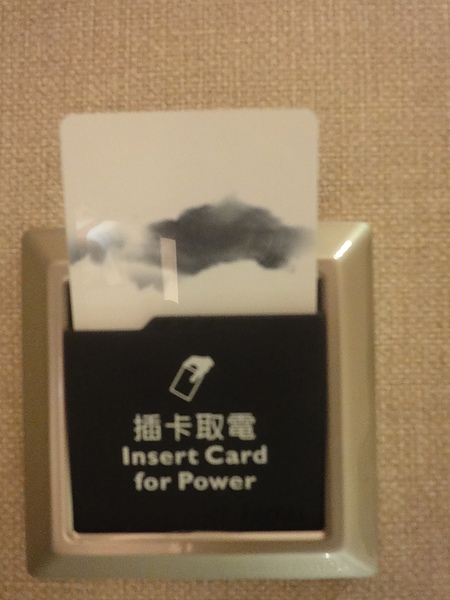 插卡取電
Insert Card
for Power